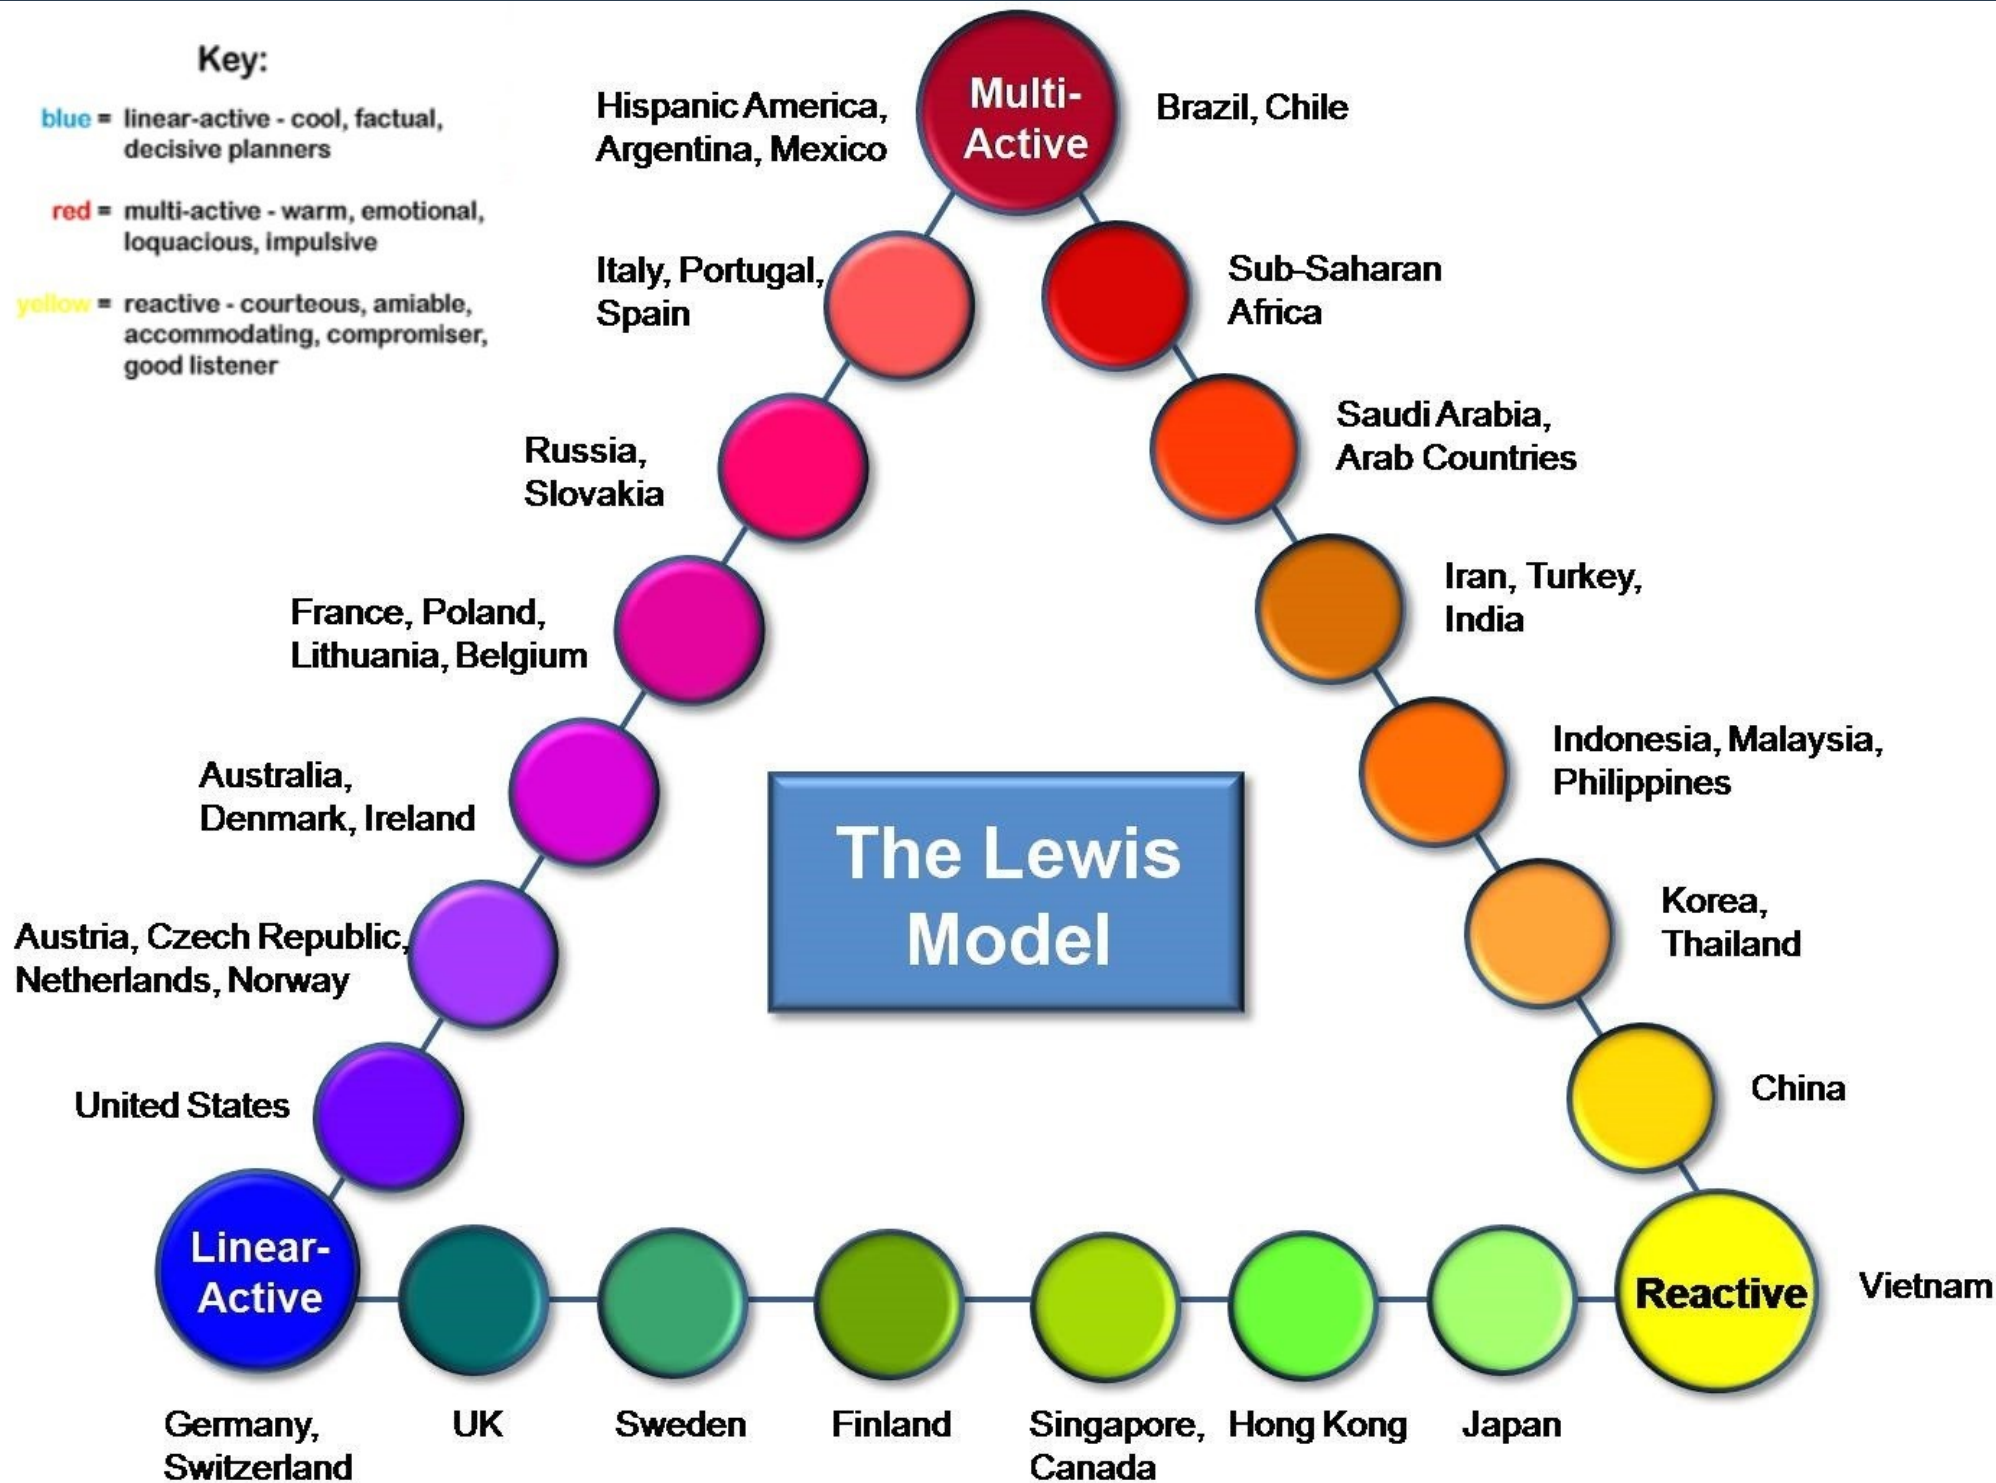 Key:
blue = linear-active - cool, factual,
decisive planners
red = multi-active - warm, emotional,
loquacious, impulsive
yellow = reactive - courteous, amiable,
accommodating, compromiser,
good listener
Multi-
Active
Hispanic America,
Argentina, Mexico
Brazil, Chile
Italy, Portugal,
Spain
Sub-Saharan
Africa
Russia,
Slovakia
Saudi Arabia,
Arab Countries
France, Poland,
Lithuania, Belgium
Iran, Turkey,
India
Australia,
Denmark, Ireland
Indonesia, Malaysia,
Philippines
The Lewis
Model
Austria, Czech Republic,
Netherlands, Norway
Korea,
Thailand
United States
China
Linear-
Active
Reactive
Vietnam
Germany,
Switzerland
UK
Sweden
Finland
Singapore,
Canada
Hong Kong
Japan